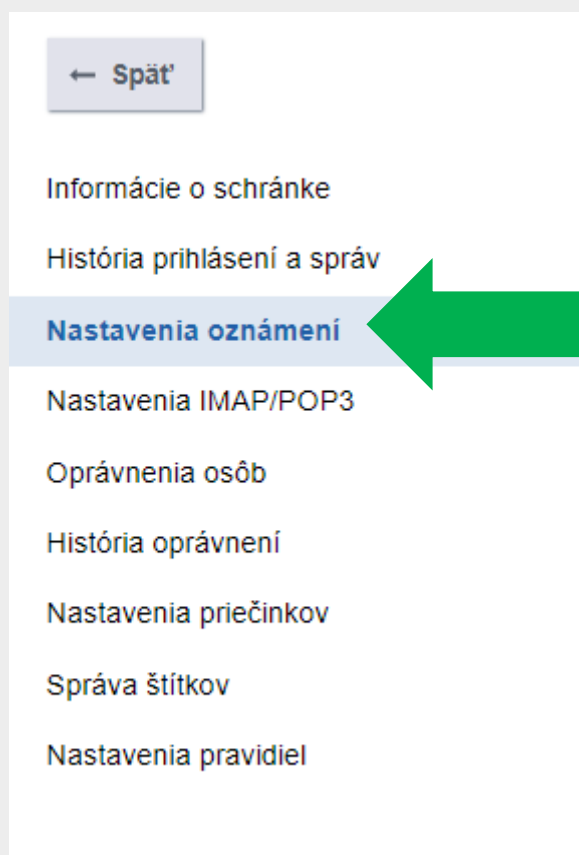 ← Späť
Informácie o schránke
História prihlásení a správ
Nastavenia oznámení
Nastavenia IMAP/POP3
Oprávnenia osôb
História oprávnení
Nastavenia priečinkov
Správa štítkov
Nastavenia pravidiel